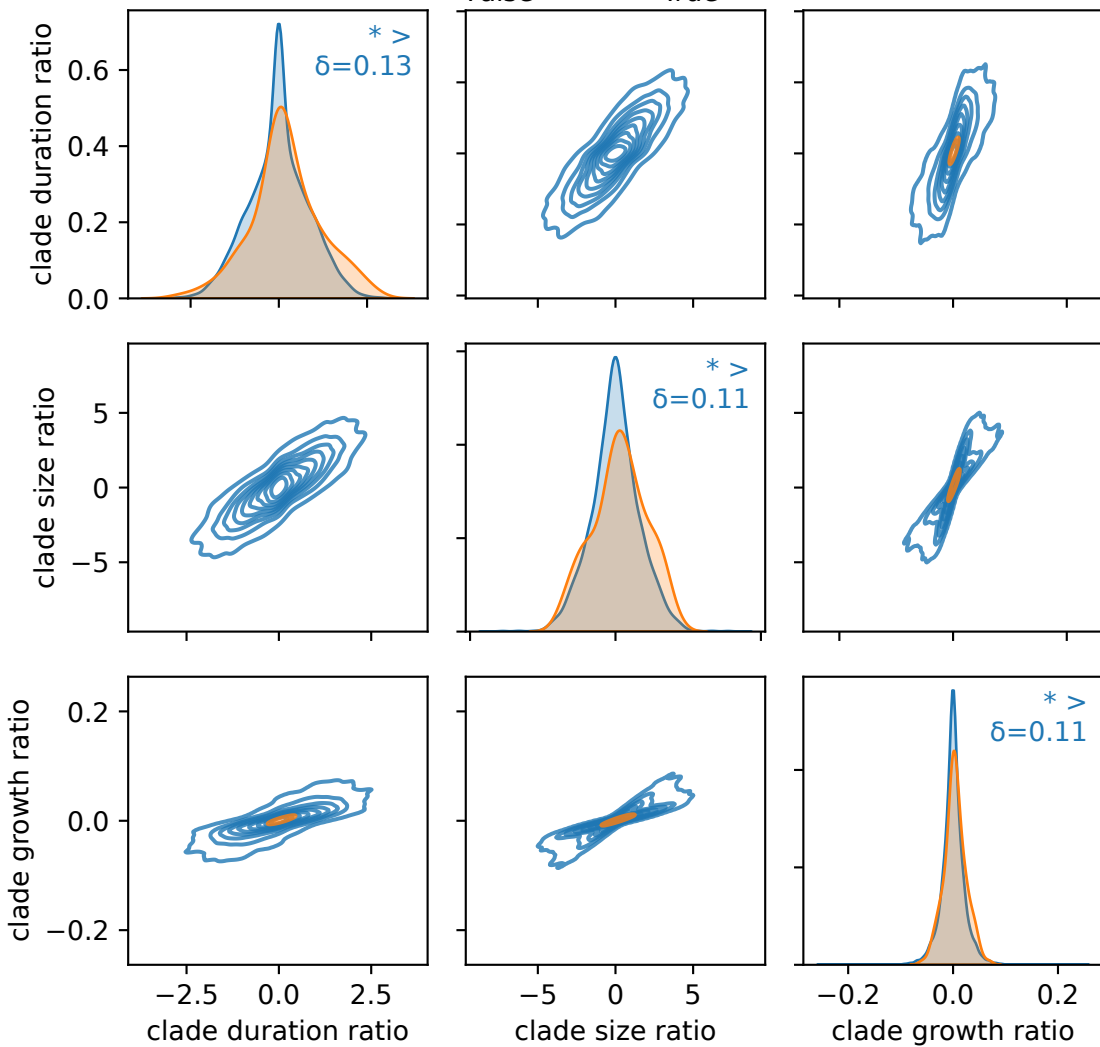 clade duration ratio
0.6
0.4
0.2
0.0
* >
δ=0.13
clade size ratio
5
0
−5
* >
δ=0.11
clade growth ratio
0.2
0.0
−0.2
* >
δ=0.11
−2.5 0.0 2.5
−5 0 5
−0.2 0.0 0.2
clade duration ratio
clade size ratio
clade growth ratio